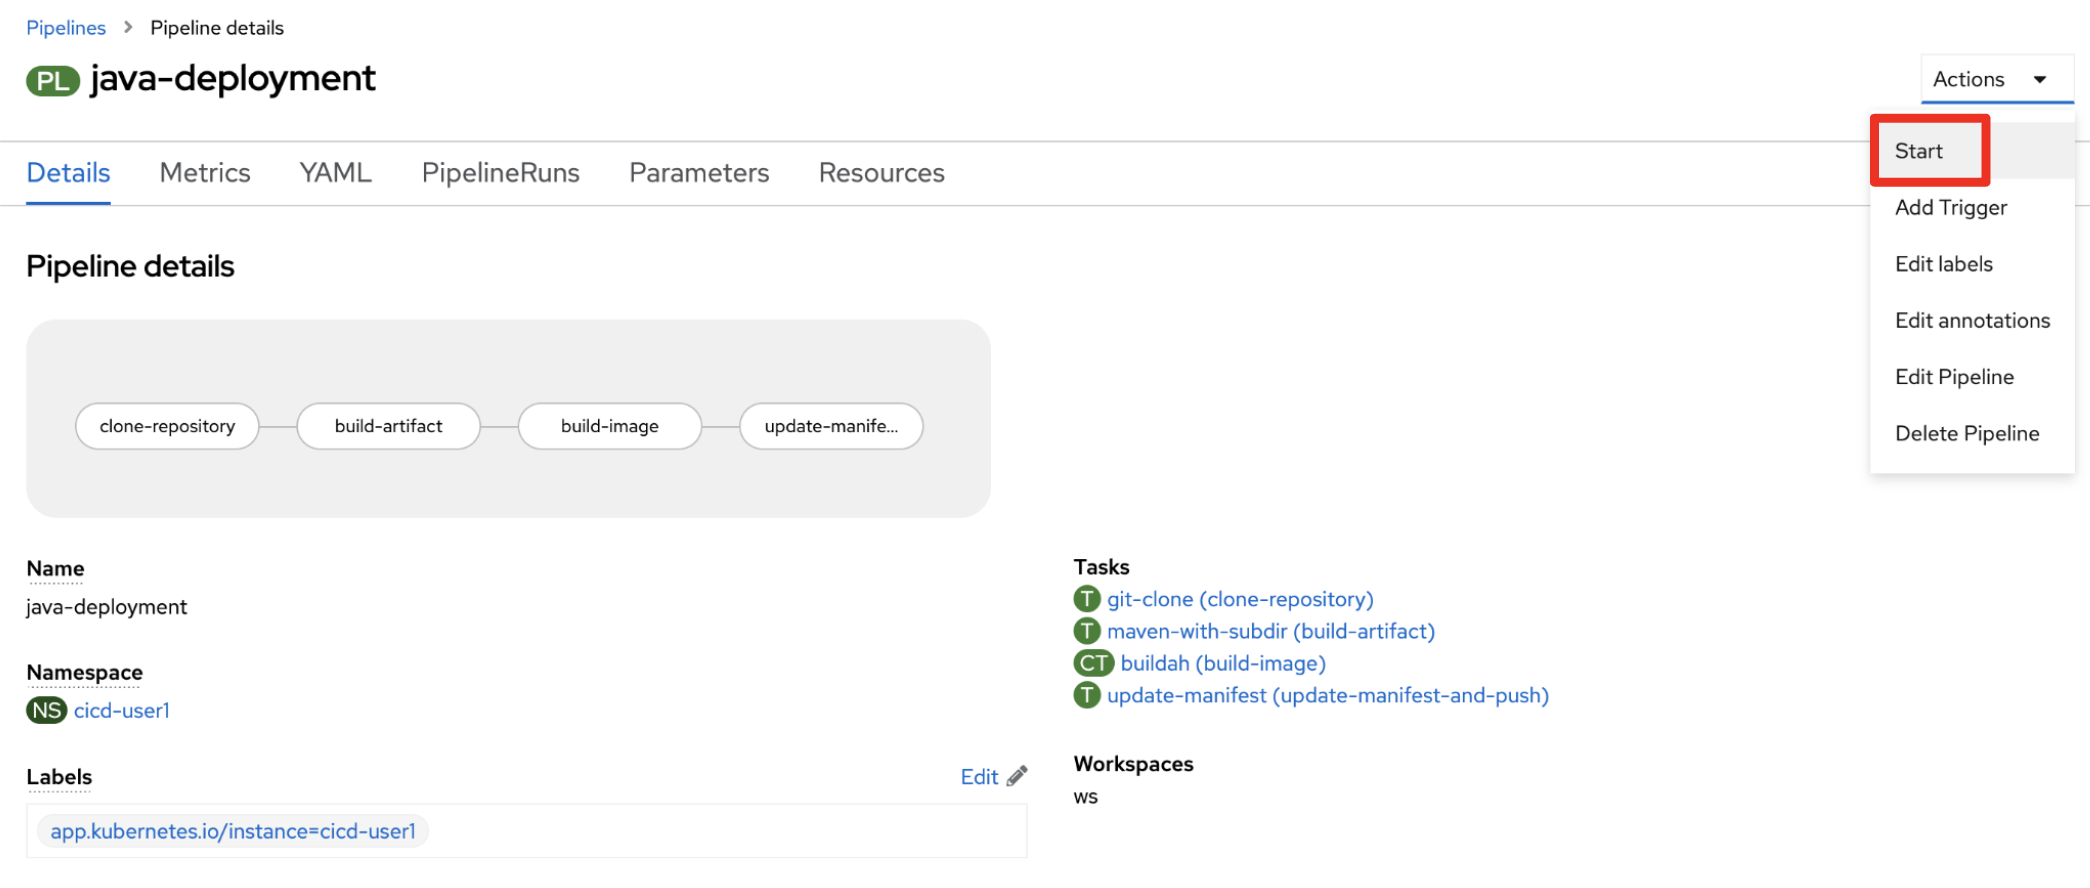 Pipelines > Pipeline details
PL java-deployment
Actions
Start
Add Trigger
Edit labels
Edit annotations
Edit Pipeline
Delete Pipeline
Details Metrics YAML PipelineRuns Parameters Resources
Pipeline details
clone-repository build-artifact build-image update-manife...
Name
java-deployment
Namespace
NS cicd-user1
Labels
Edit
app.kubernetes.io/instance=cicd-user1
Tasks
T git-clone (clone-repository)
T maven-with-subdir (build-artifact)
CT buildah (build-image)
T update-manifest (update-manifest-and-push)
Workspaces
ws